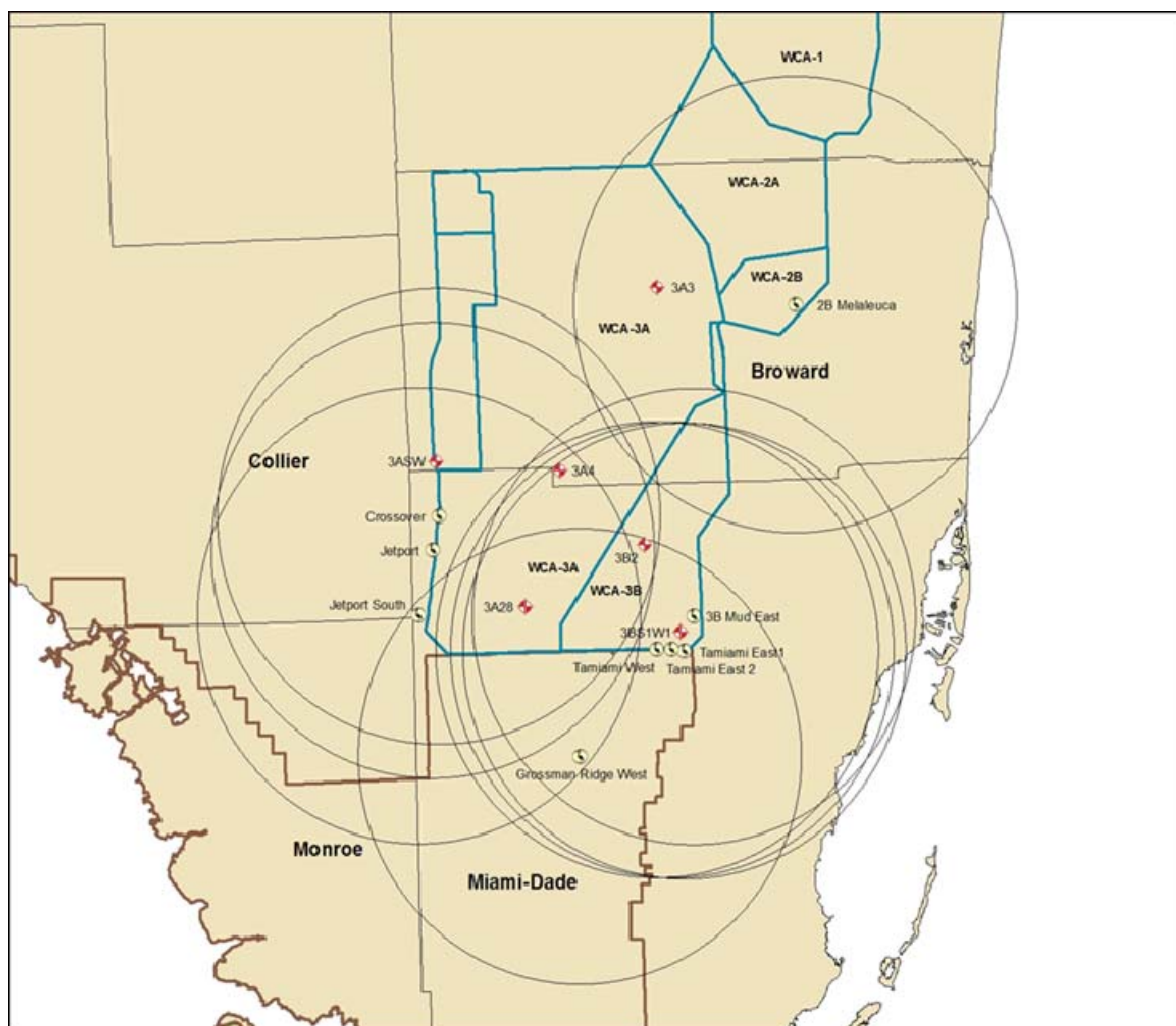 WCA-1
WCA-2A
WCA-2B
3A3
2B Melaleuca
WCA-3A
Broward
Collier
3ASW
3A4
Crossover
Jetport
3B2
WCA-3A
WCA-3B
Jetport South
3A28
3B Mud East
3BS1W1
Tamiami East1
Tamiami West
Tamiami East 2
Grossman Ridge West
Monroe
Miami-Dade